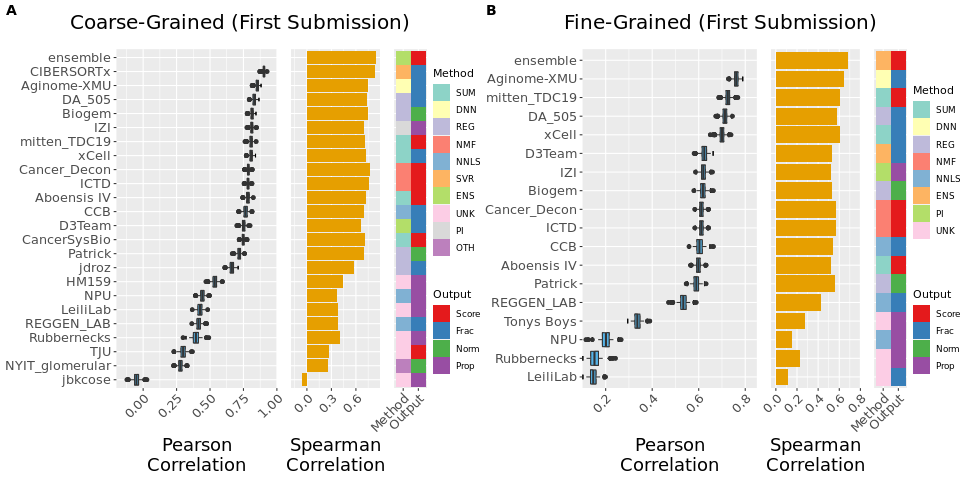 A
Coarse-Grained (First Submission)
ensemble
CIBERSORTx
Aginome-XMU
DA_505
Biogem
IZI
mitten_TDC19
xCell
Cancer_Decon
ICTD
Aboensis IV
CCB
D3Team
CancerSysBio
Patrick
jdroz
HM159
NPU
LeiliLab
REGGEN_LAB
Rubbernecks
TJU
NYIT_glomerular
jbkcose
0.00
0.25
0.50
0.75
1.00
Pearson
Correlation
0.0
0.3
0.6
Spearman
Correlation
Method
Output
Method
SUM
DNN
REG
NMF
NNLS
SVR
ENS
UNK
PI
OTH
Output
Score
Frac
Norm
Prop
B
Fine-Grained (First Submission)
ensemble
Aginome-XMU
mitten_TDC19
DA_505
xCell
D3Team
IZI
Biogem
Cancer_Decon
ICTD
CCB
Aboensis IV
Patrick
REGGEN_LAB
Tonys Boys
NPU
Rubbernecks
LeiliLab
0.2
0.4
0.6
0.8
Pearson
Correlation
0.0
0.2
0.4
0.6
0.8
Spearman
Correlation
Method
Output
Method
SUM
DNN
REG
NMF
NNLS
ENS
PI
UNK
Output
Score
Frac
Norm
Prop